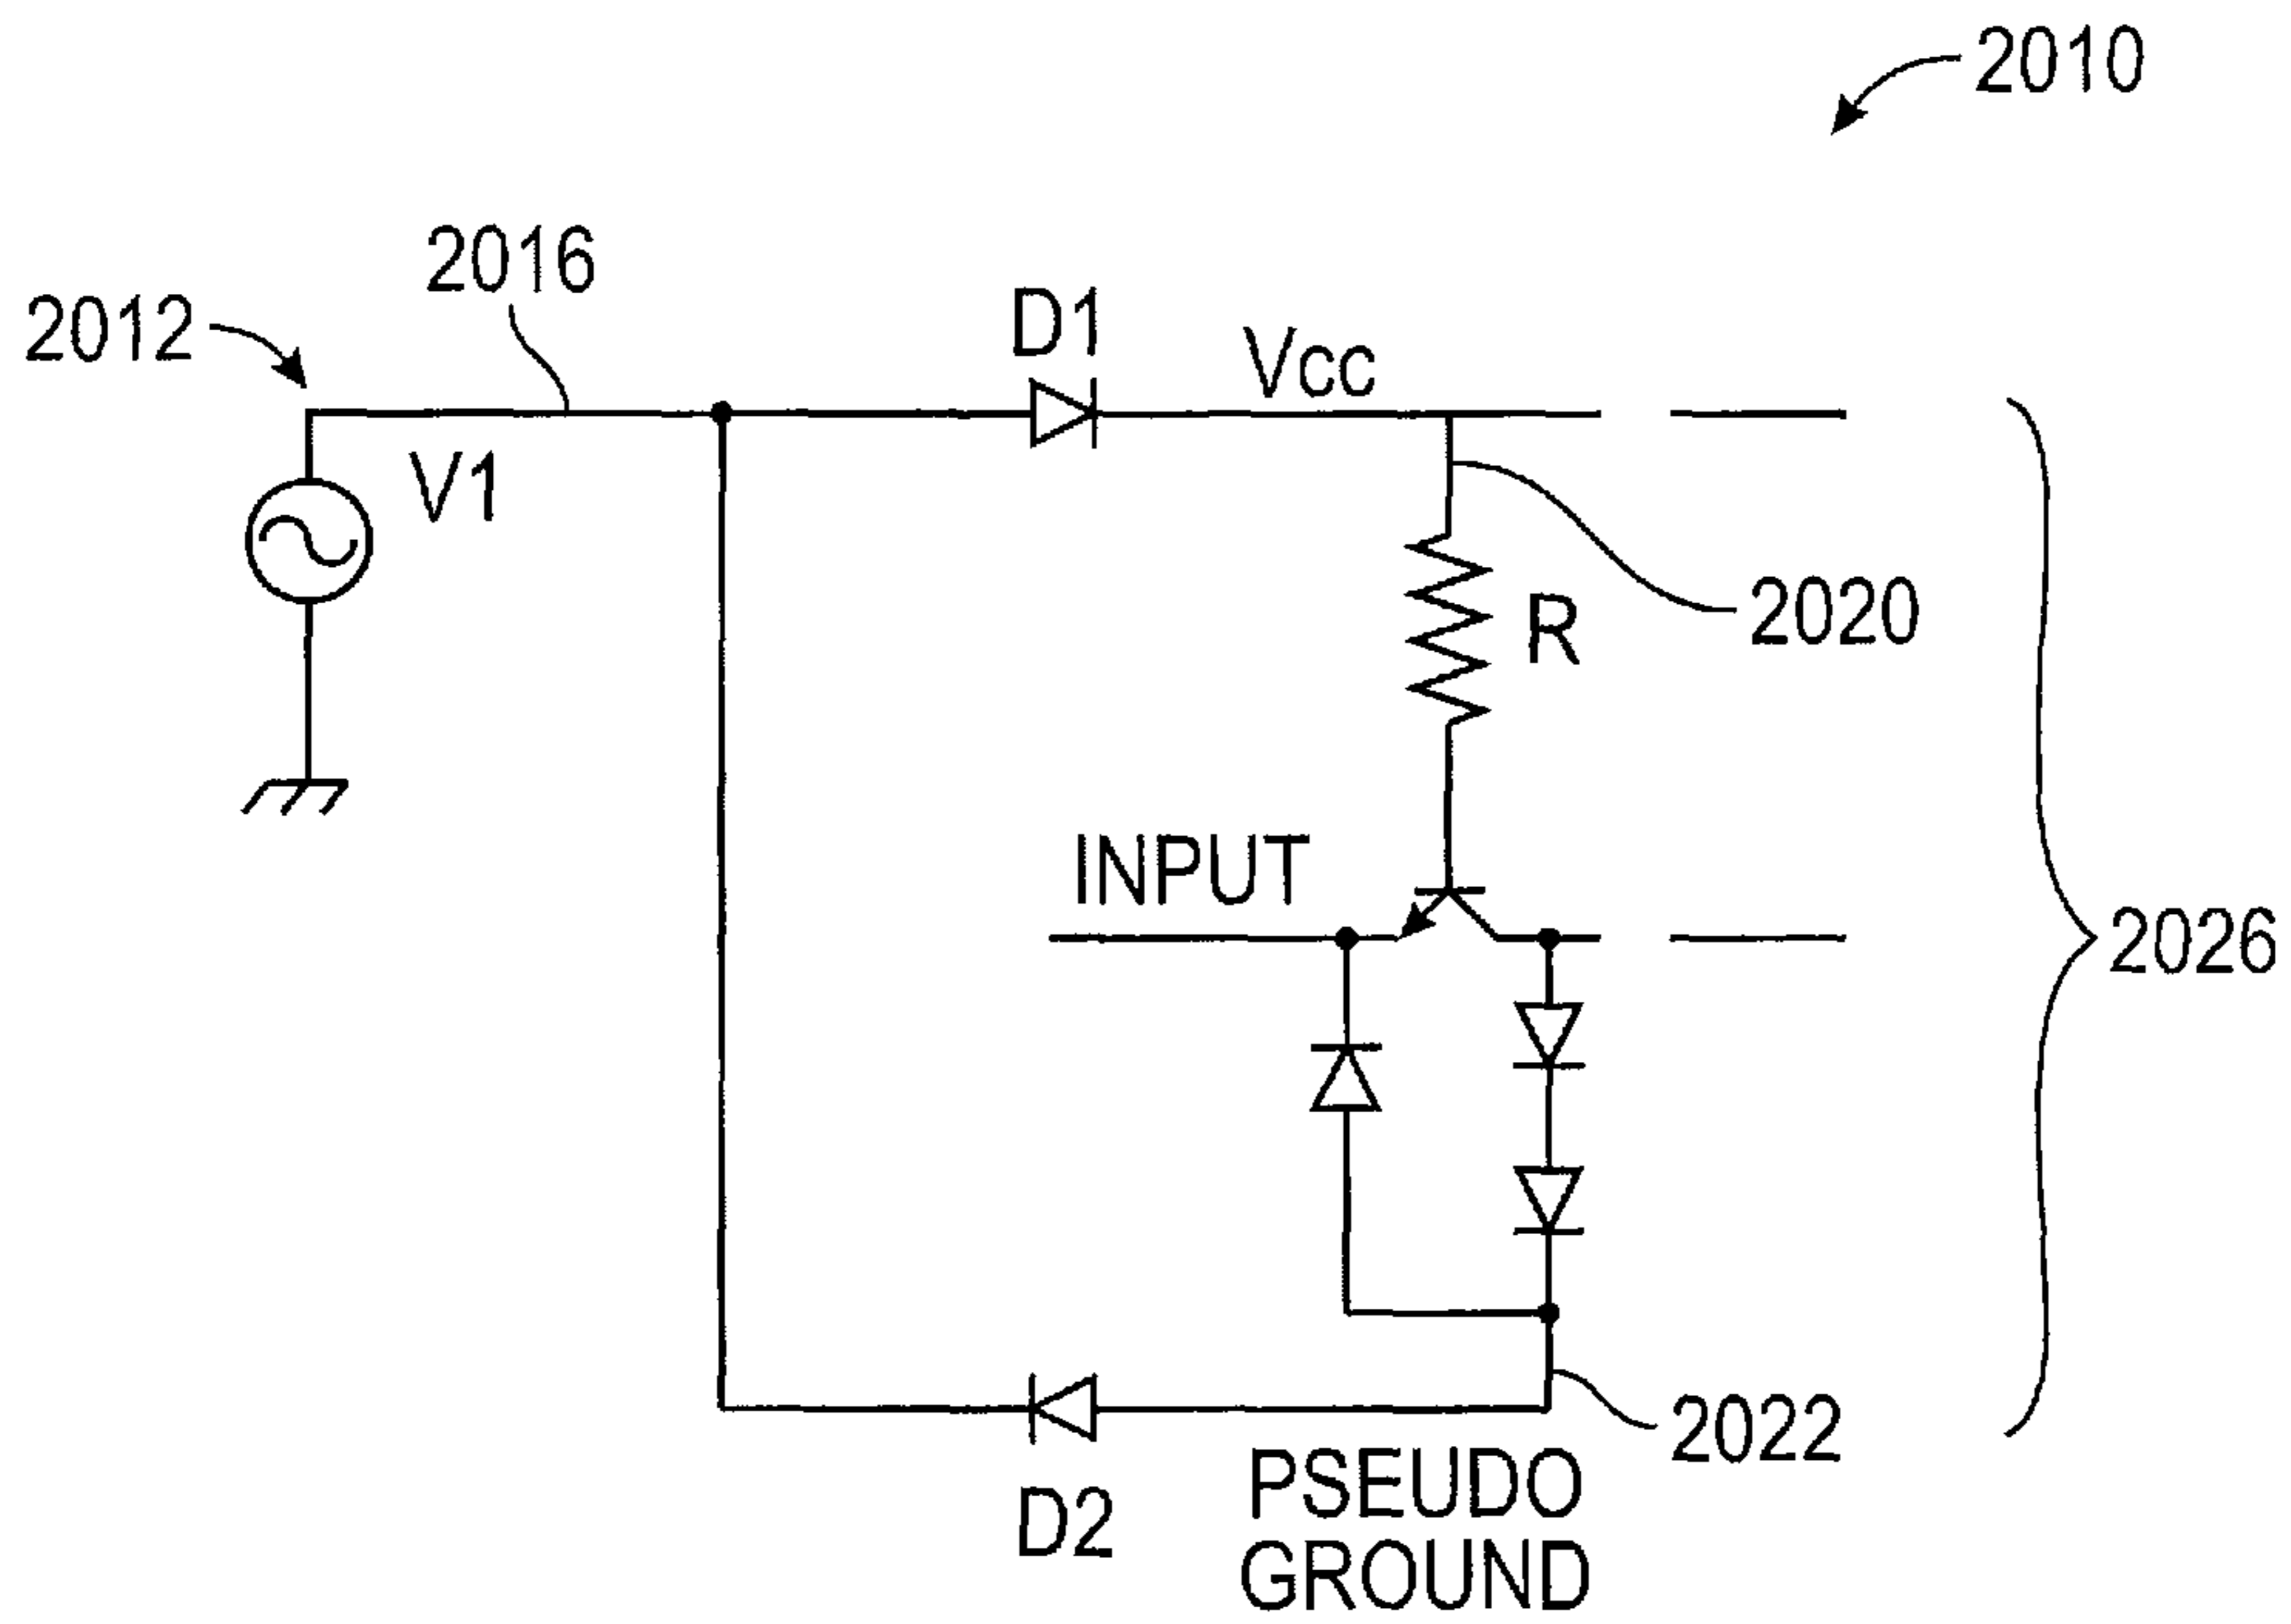 2010
2016
2012
D1
Vcc
V1
2020
R
INPUT
2026
2022
D2
PSEUDO
GROUND